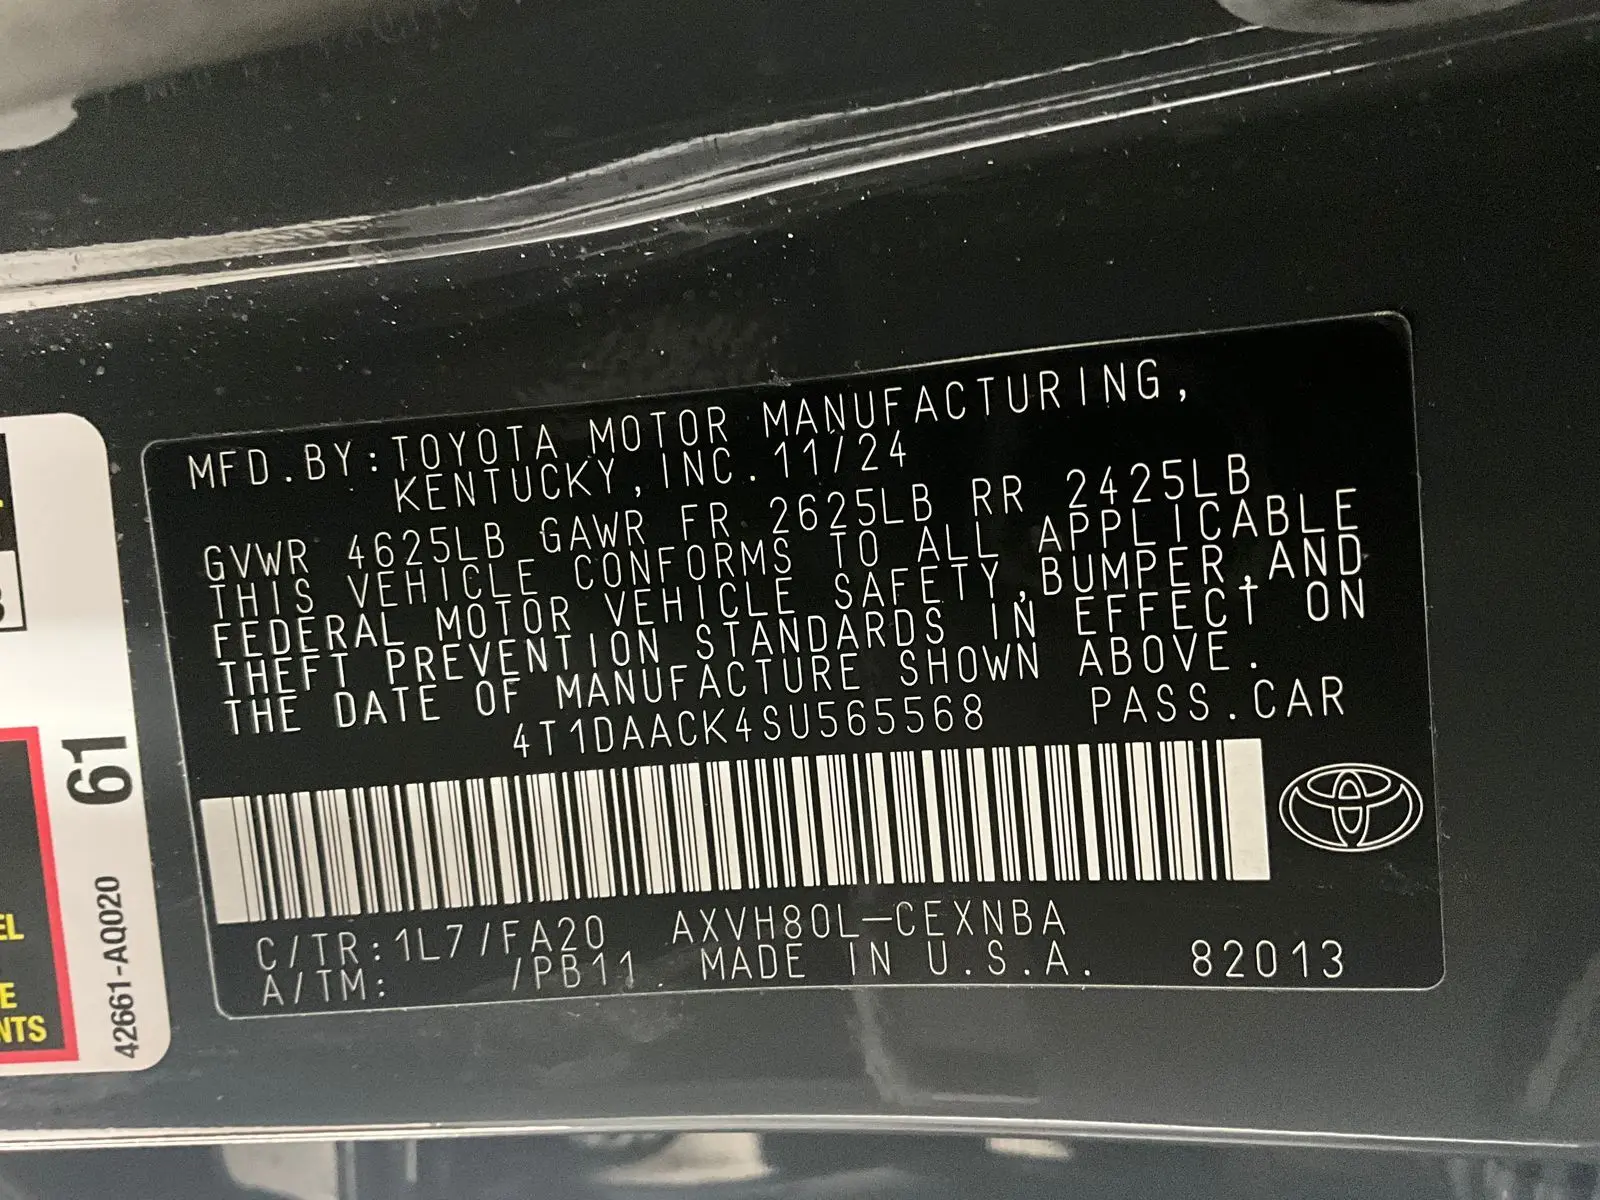 MFD.BY:TOYOTA MOTOR MANUFACTURING,
KENTUCKY,INC.11/24
GVWR 4625LB GAWR FR 2625LB RR 2425LB
THIS VEHICLE CONFORMS TO ALL APPLICABLE
FEDERAL MOTOR VEHICLE SAFETY,BUMPER,AND
THEFT PREVENTION STANDARDS IN EFFECT ON
THE DATE OF MANUFACTURE SHOWN ABOVE.
4T1DAACK4SU565568 PASS.CAR
C/TR:1L7/FA20 AXVH80L-CEXNBA
A/TM: /PB11 MADE IN U.S.A. 82013
61
42661-AQ020
EL
E
NTS